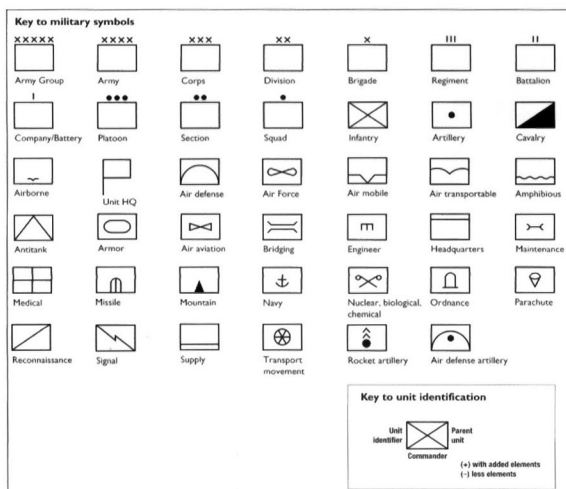 Key to military symbols
XXXXX XXXX XXX XX X III II
Army Group Army Corps Division Brigade Regiment Battalion
I
Company/Battery Platoon Section Squad Infantry Artillery Cavalry
Airborne Unit HQ Air defense Air Force Air mobile Air transportable Amphibious
Antitank Armor Air aviation Bridging Engineer Headquarters Maintenance
Medical Missile Mountain Navy Nuclear, biological, Ordnance Parachute
chemical
Reconnaissance Signal Supply Transport Rocket artillery Air defense artillery
movement
Key to unit identification
Unit Parent
identifier unit
Commander
(+) with added elements
(-) less elements